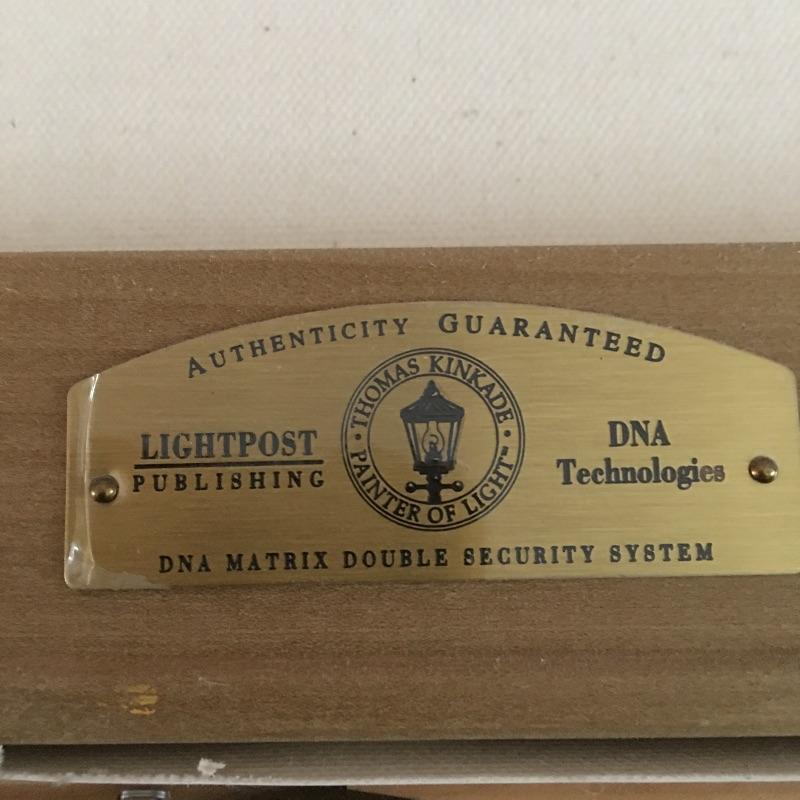 AUTHENTICITY GUARANTEED
LIGHTPOST
PUBLISHING
THOMAS KINKADE
PAINTER OF LIGHT™
DNA
Technologies
DNA MATRIX DOUBLE SECURITY SYSTEM